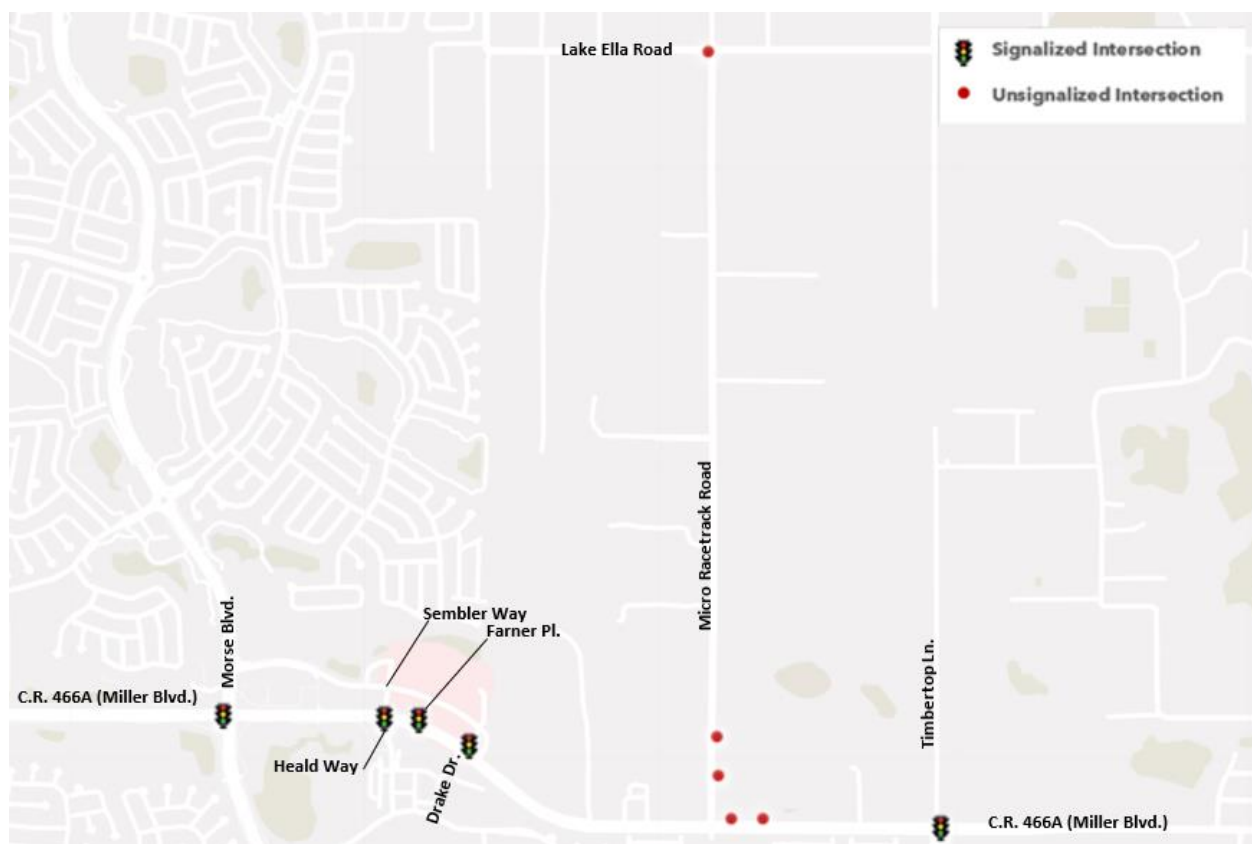 Lake Ella Road
Signalized Intersection
Unsignalized Intersection
Micro Racetrack Road
Sembler Way
Farner Pl.
Morse Blvd.
Timbertop Ln.
C.R. 466A (Miller Blvd.)
Heald Way
Drake Dr.
C.R. 466A (Miller Blvd.)